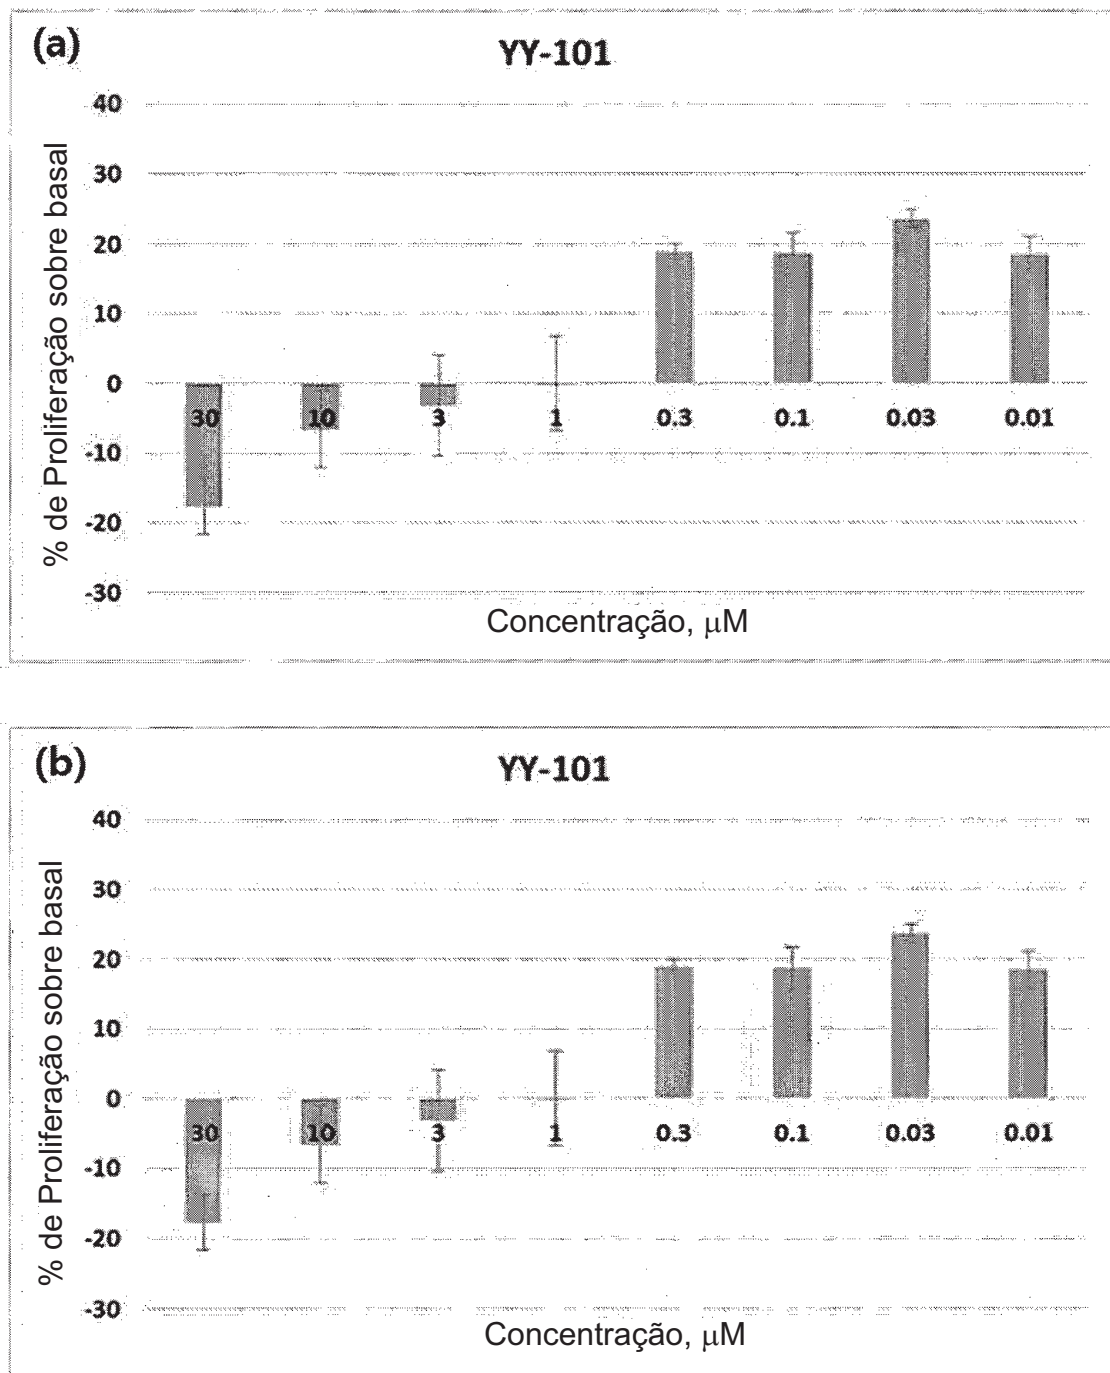 (a)
YY-101
40
30
20
10
0
-10
-20
-30
% de Proliferação sobre basal
30 10 3 1 0.3 0.1 0.03 0.01
Concentração, µM
(b)
YY-101
40
30
20
10
0
-10
-20
-30
% de Proliferação sobre basal
30 10 3 1 0.3 0.1 0.03 0.01
Concentração, µM